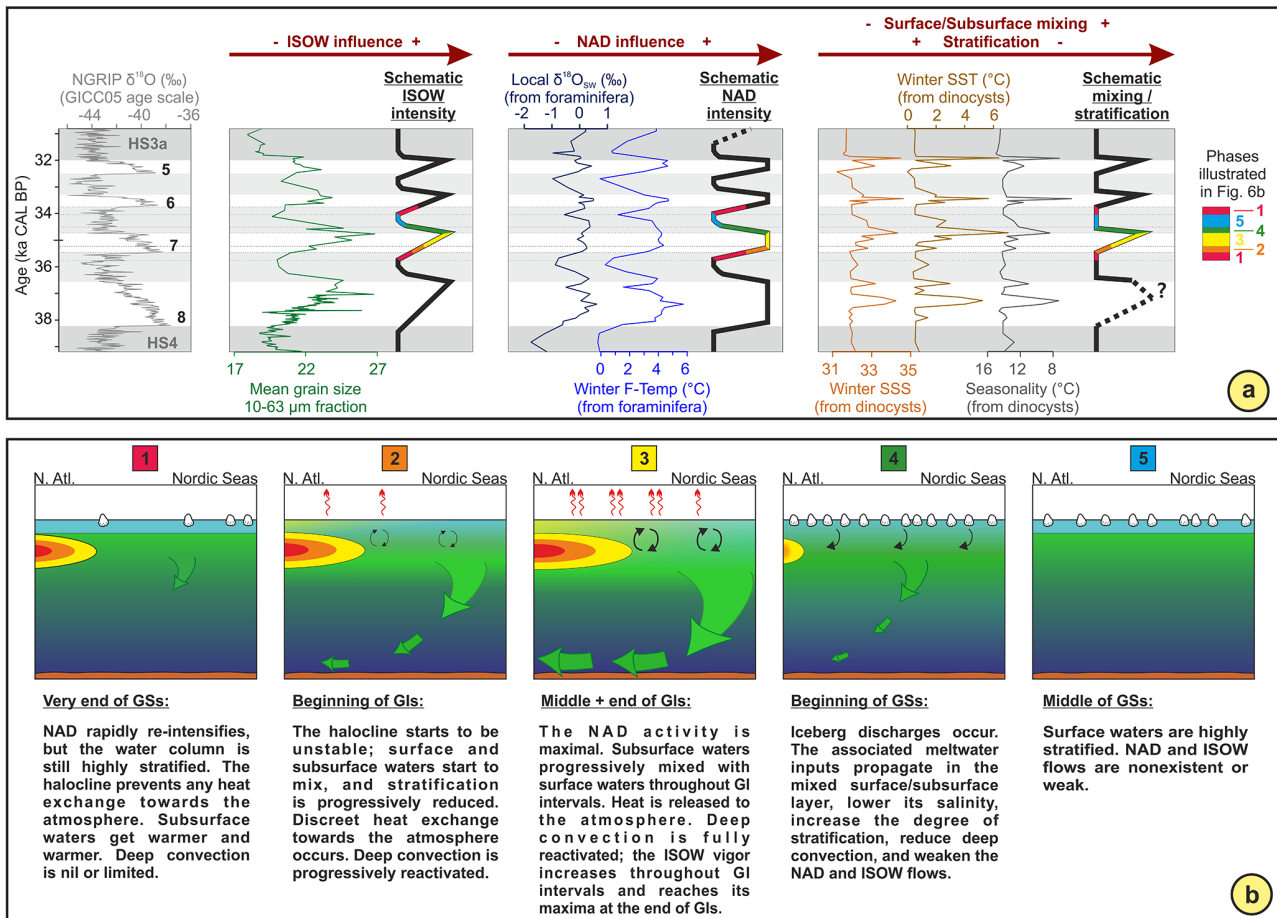 - Surface/Subsurface mixing +
- ISOW influence +
- NAD influence +
+ Stratification -
NGRIP δ18O (‰)
(GICC05 age scale)
-44 -40 -36
Schematic
ISOW
intensity
Local δ18OSW (‰)
(from foraminifera)
-2 -1 0 1
Schematic
NAD
intensity
Winter SST (°C)
(from dinocysts)
0 2 4 6
Schematic
mixing /
stratification
Age (ka CAL BP)
32
34
36
38
HS3a
5
6
7
8
HS4
?
Phases
illustrated
in Fig. 6b
1
5
4
3
2
1
17 22 27
Mean grain size
10-63 µm fraction
0 2 4 6
Winter F-Temp (°C)
(from foraminifera)
31 33 35
Winter SSS
(from dinocysts)
16 12 8
Seasonality (°C)
(from dinocysts)
a
1
N. Atl. Nordic Seas
Very end of GSs:
NAD rapidly re-intensifies,
but the water column is
still highly stratified. The
halocline prevents any heat
exchange towards the
atmosphere. Subsurface
waters get warmer and
warmer. Deep convection
is nil or limited.
2
N. Atl. Nordic Seas
Beginning of GIs:
The halocline starts to be
unstable; surface and
subsurface waters start to
mix, and stratification
is progressively reduced.
Discreet heat exchange
towards the atmosphere
occurs. Deep convection is
progressively reactivated.
3
N. Atl. Nordic Seas
Middle + end of GIs:
The NAD activity is
maximal. Subsurface waters
progressively mixed with
surface waters throughout GI
intervals. Heat is released to
the atmosphere. Deep
convection is fully
reactivated; the ISOW vigor
increases throughout GI
intervals and reaches its
maxima at the end of GIs.
4
N. Atl. Nordic Seas
Beginning of GSs:
Iceberg discharges occur.
The associated meltwater
inputs propagate in the
mixed surface/subsurface
layer, lower its salinity,
increase the degree of
stratification, reduce deep
convection, and weaken the
NAD and ISOW flows.
5
N. Atl. Nordic Seas
Middle of GSs:
Surface waters are highly
stratified. NAD and ISOW
flows are nonexistent or
weak.
b